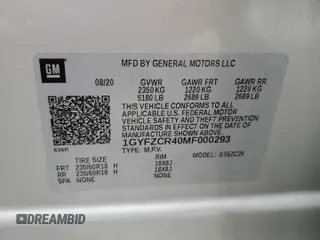 GM
MFD BY GENERAL MOTORS LLC
08/20 GVWR GAWR FRT GAWR RR
2350 KG 1220 KG 1220 KG
5180 LB 2689 LB 2689 LB
THIS VEHICLE CONFORMS TO ALL
APPLICABLE U.S. FEDERAL MOTOR
VEHICLE SAFETY AND THEFT
PREVENTION STANDARDS IN EFFECT ON
THE DATE OF MANUFACTURE SHOWN ABOVE.
1GYFZCR40MF000293
TYPE: M.P.V. MODEL:
TIRE SIZE RIM
FRT 235/60R18 H 18X8J
RR 235/60R18 H 18X8J
SPA NONE NONE
DREAMBID